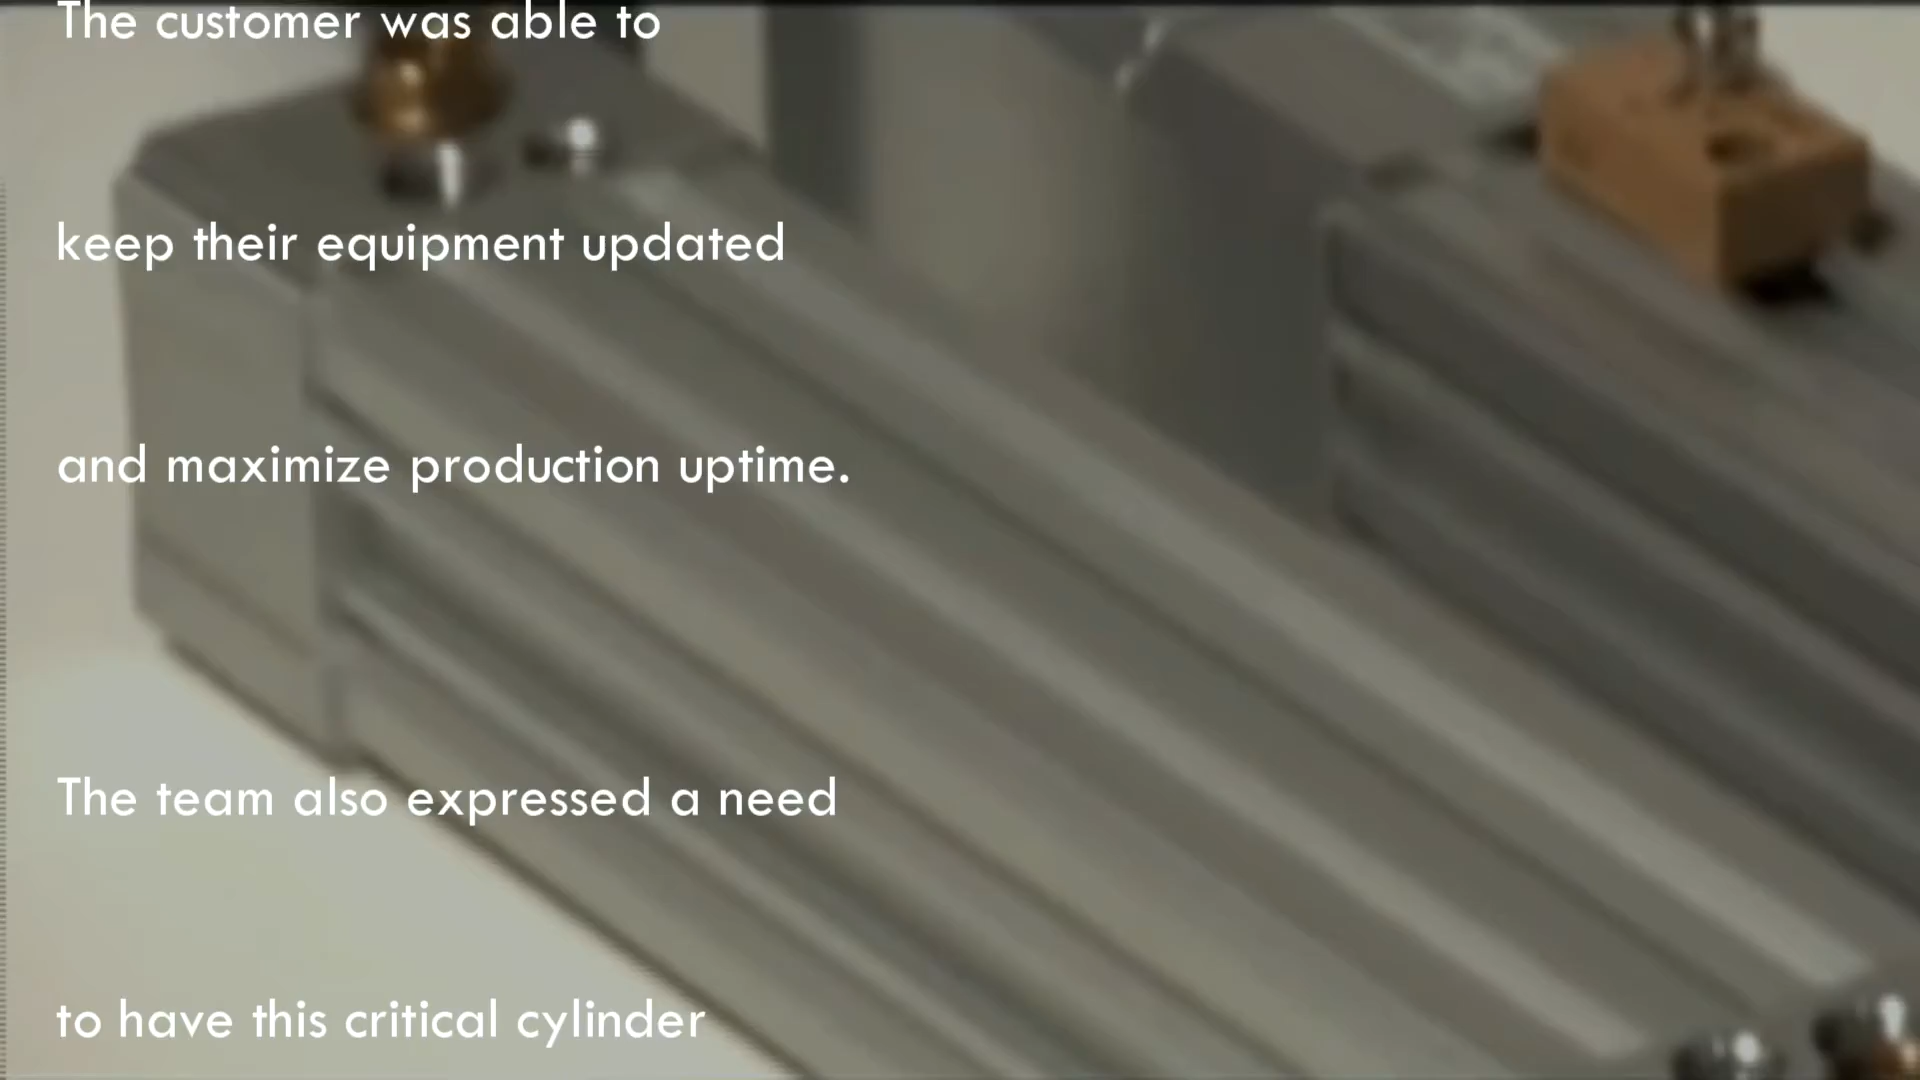 The customer was able to
keep their equipment updated
and maximize production uptime.
The team also expressed a need
to have this critical cylinder